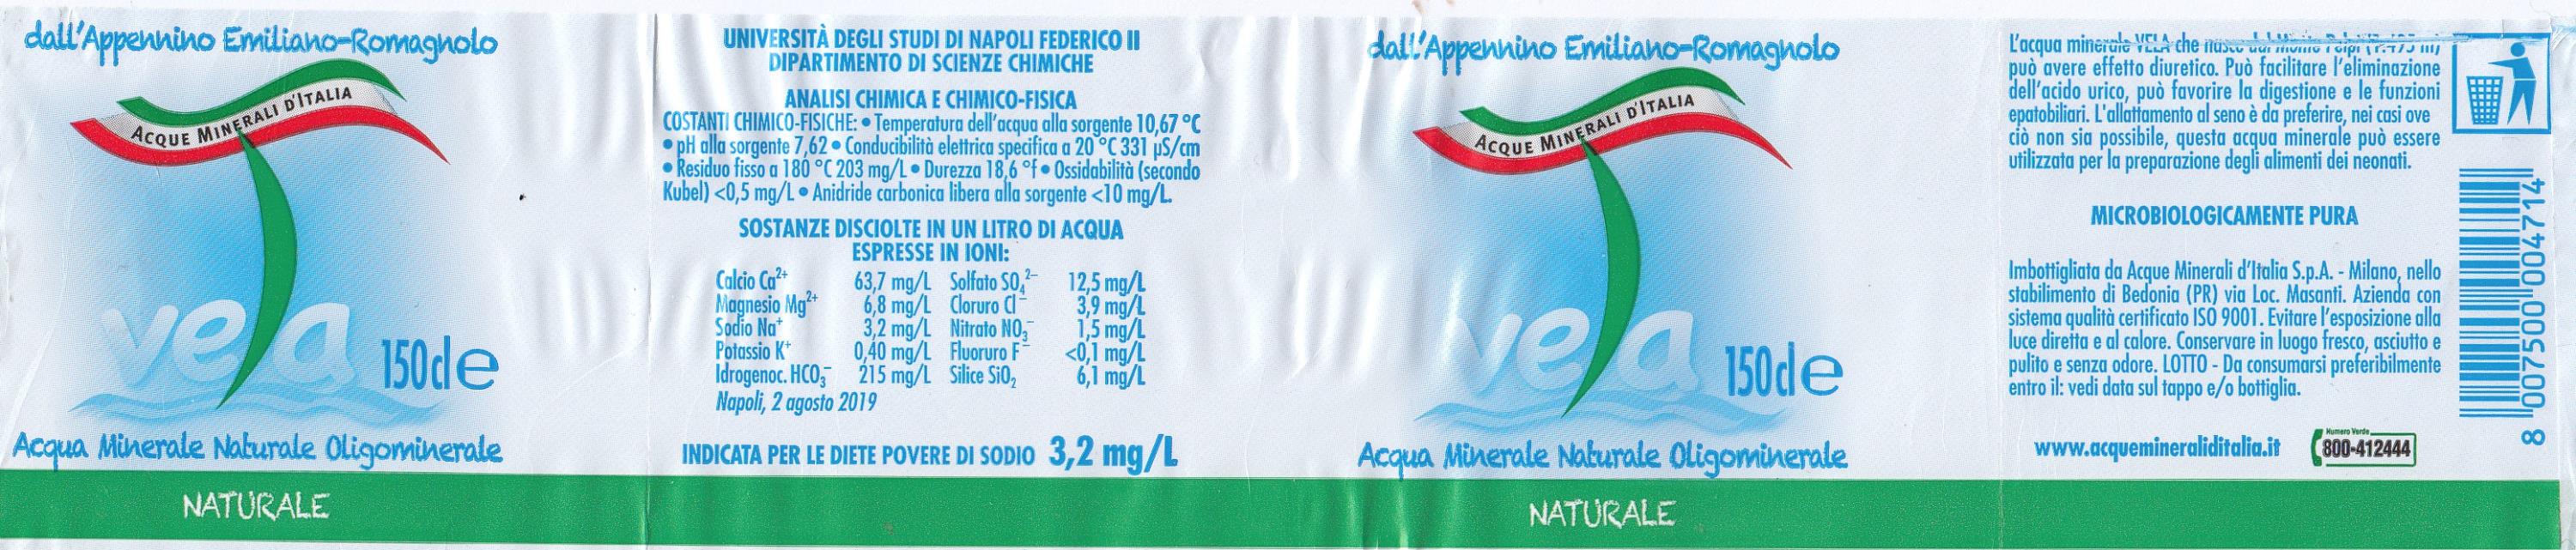 dall'Appennino Emiliano-Romagnolo
ACQUE MINERALI D'ITALIA
vela
150cl e
Acqua Minerale Naturale Oligominerale
NATURALE
UNIVERSITÀ DEGLI STUDI DI NAPOLI FEDERICO II
DIPARTIMENTO DI SCIENZE CHIMICHE
ANALISI CHIMICA E CHIMICO-FISICA
COSTANTI CHIMICO-FISICHE: • Temperatura dell'acqua alla sorgente 10,67 °C
• pH alla sorgente 7,62 • Conducibilità elettrica specifica a 20 °C 331 µS/cm
• Residuo fisso a 180 °C 203 mg/L • Durezza 18,6 °f • Ossidabilità (secondo
Kubel) <0,5 mg/L • Anidride carbonica libera alla sorgente <10 mg/L.
SOSTANZE DISCIOLTE IN UN LITRO DI ACQUA
ESPRESSE IN IONI:
Calcio Ca²⁺ 63,7 mg/L Solfato SO₄²⁻ 12,5 mg/L
Magnesio Mg²⁺ 6,8 mg/L Cloruro Cl⁻ 3,9 mg/L
Sodio Na⁺ 3,2 mg/L Nitrato NO₃⁻ 1,5 mg/L
Potassio K⁺ 0,40 mg/L Fluoruro F⁻ <0,1 mg/L
Idrogenoc. HCO₃⁻ 215 mg/L Silice SiO₂ 6,1 mg/L
Napoli, 2 agosto 2019
INDICATA PER LE DIETE POVERE DI SODIO 3,2 mg/L
dall'Appennino Emiliano-Romagnolo
ACQUE MINERALI D'ITALIA
vela
150cl e
Acqua Minerale Naturale Oligominerale
NATURALE
L'acqua minerale VELA che nasce dal Monte
può avere effetto diuretico. Può facilitare l'eliminazione
dell'acido urico, può favorire la digestione e le funzioni
epatobiliari. L'allattamento al seno è da preferire, nei casi ove
ciò non sia possibile, questa acqua minerale può essere
utilizzata per la preparazione degli alimenti dei neonati.
MICROBIOLOGICAMENTE PURA
Imbottigliata da Acque Minerali d'Italia S.p.A. - Milano, nello
stabilimento di Bedonia (PR) via Loc. Masanti. Azienda con
sistema qualità certificato ISO 9001. Evitare l'esposizione alla
luce diretta e al calore. Conservare in luogo fresco, asciutto e
pulito e senza odore. LOTTO - Da consumarsi preferibilmente
entro il: vedi data sul tappo e/o bottiglia.
www.acquemineraliditalia.it
Numero Verde
800-412444
8 007500 004714